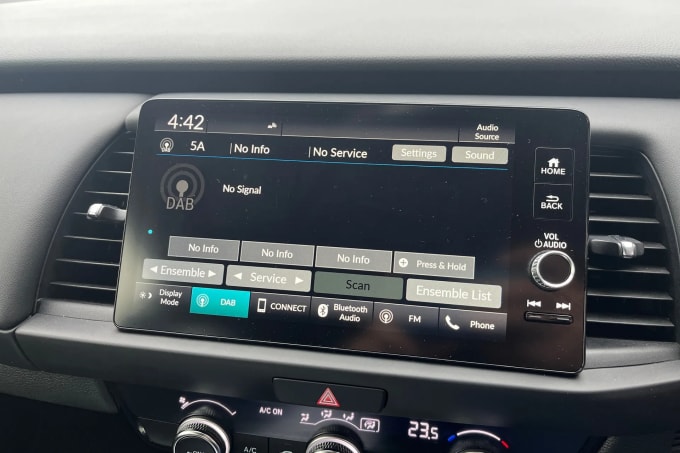 4:42
Audio
Source
5A No Info No Service Settings Sound
DAB
No Signal
HOME
BACK
VOL
AUDIO
No Info No Info No Info Press & Hold
Ensemble Service Scan Ensemble List
Display
Mode
DAB
CONNECT
Bluetooth
Audio
FM
Phone
A/C ON
23.5
A/C
ON